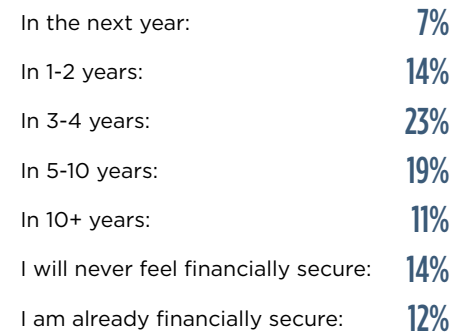 In the next year: 7%
In 1-2 years: 14%
In 3-4 years: 23%
In 5-10 years: 19%
In 10+ years: 11%
I will never feel financially secure: 14%
I am already financially secure: 12%